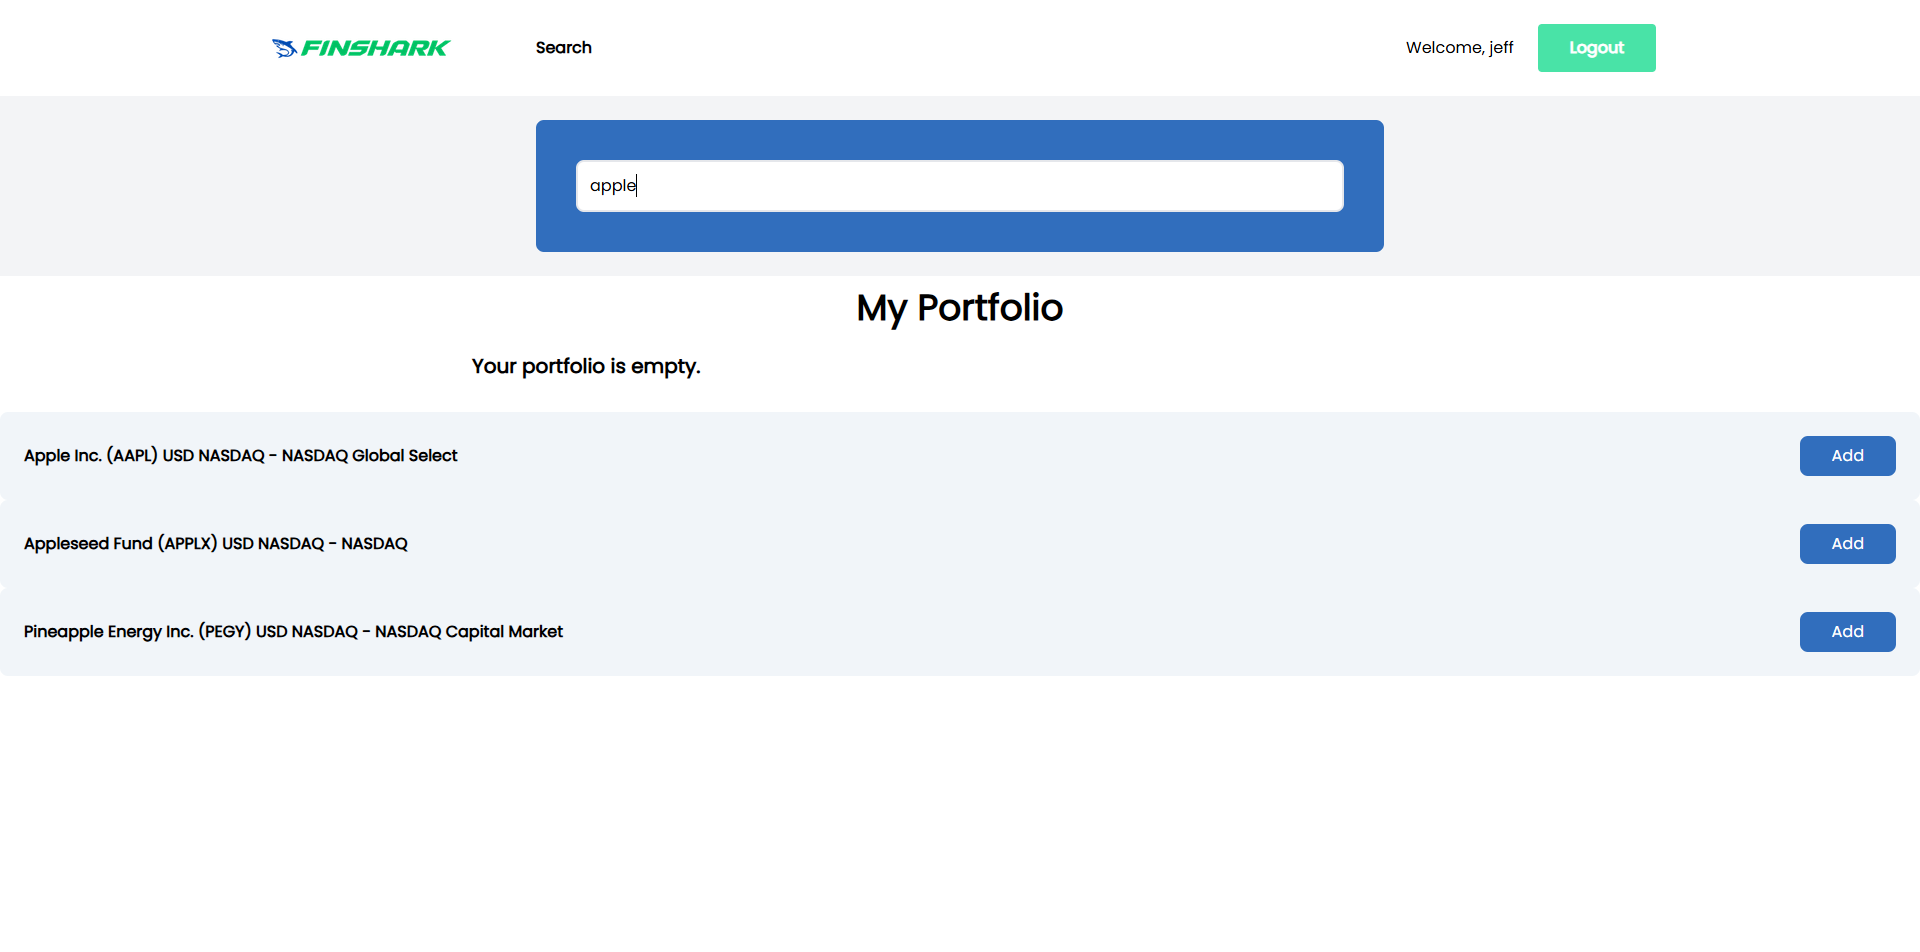 FINSHARK
Search
Welcome, jeff
Logout
apple
My Portfolio
Your portfolio is empty.
Apple Inc. (AAPL) USD NASDAQ - NASDAQ Global Select
Add
Appleseed Fund (APPLX) USD NASDAQ - NASDAQ
Add
Pineapple Energy Inc. (PEGY) USD NASDAQ - NASDAQ Capital Market
Add